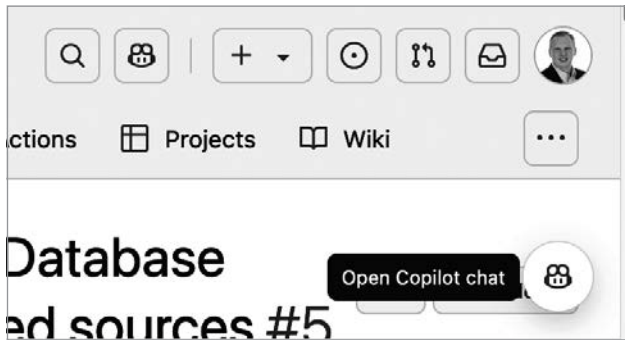 ctions Projects Wiki
Database
Open Copilot chat
ed sources #5